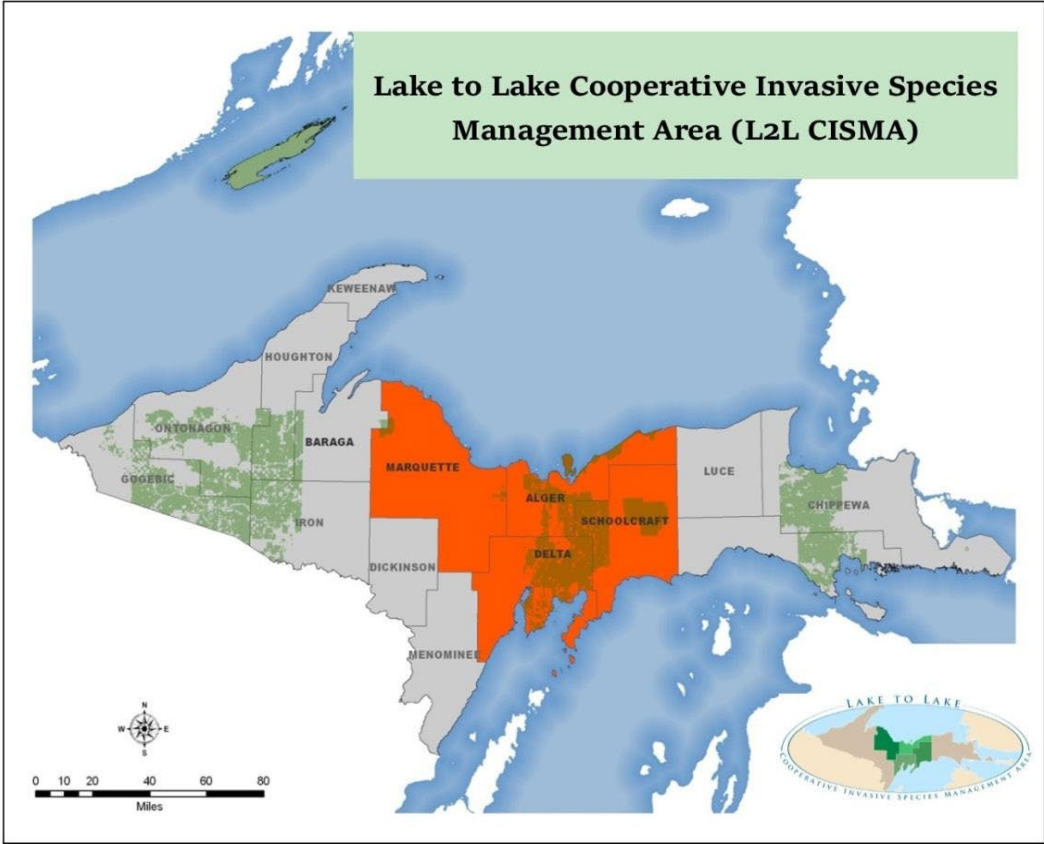 Lake to Lake Cooperative Invasive Species
Management Area (L2L CISMA)
KEWEENAW
HOUGHTON
ONTONAGON
BARAGA
MARQUETTE
GOGEBIC
IRON
ALGER
LUCE
SCHOOLCRAFT
CHIPPEWA
DELTA
DICKINSON
MENOMINEE
N
W E
S
0 10 20 40 60 80
Miles
LAKE TO LAKE
COOPERATIVE INVASIVE SPECIES MANAGEMENT AREA